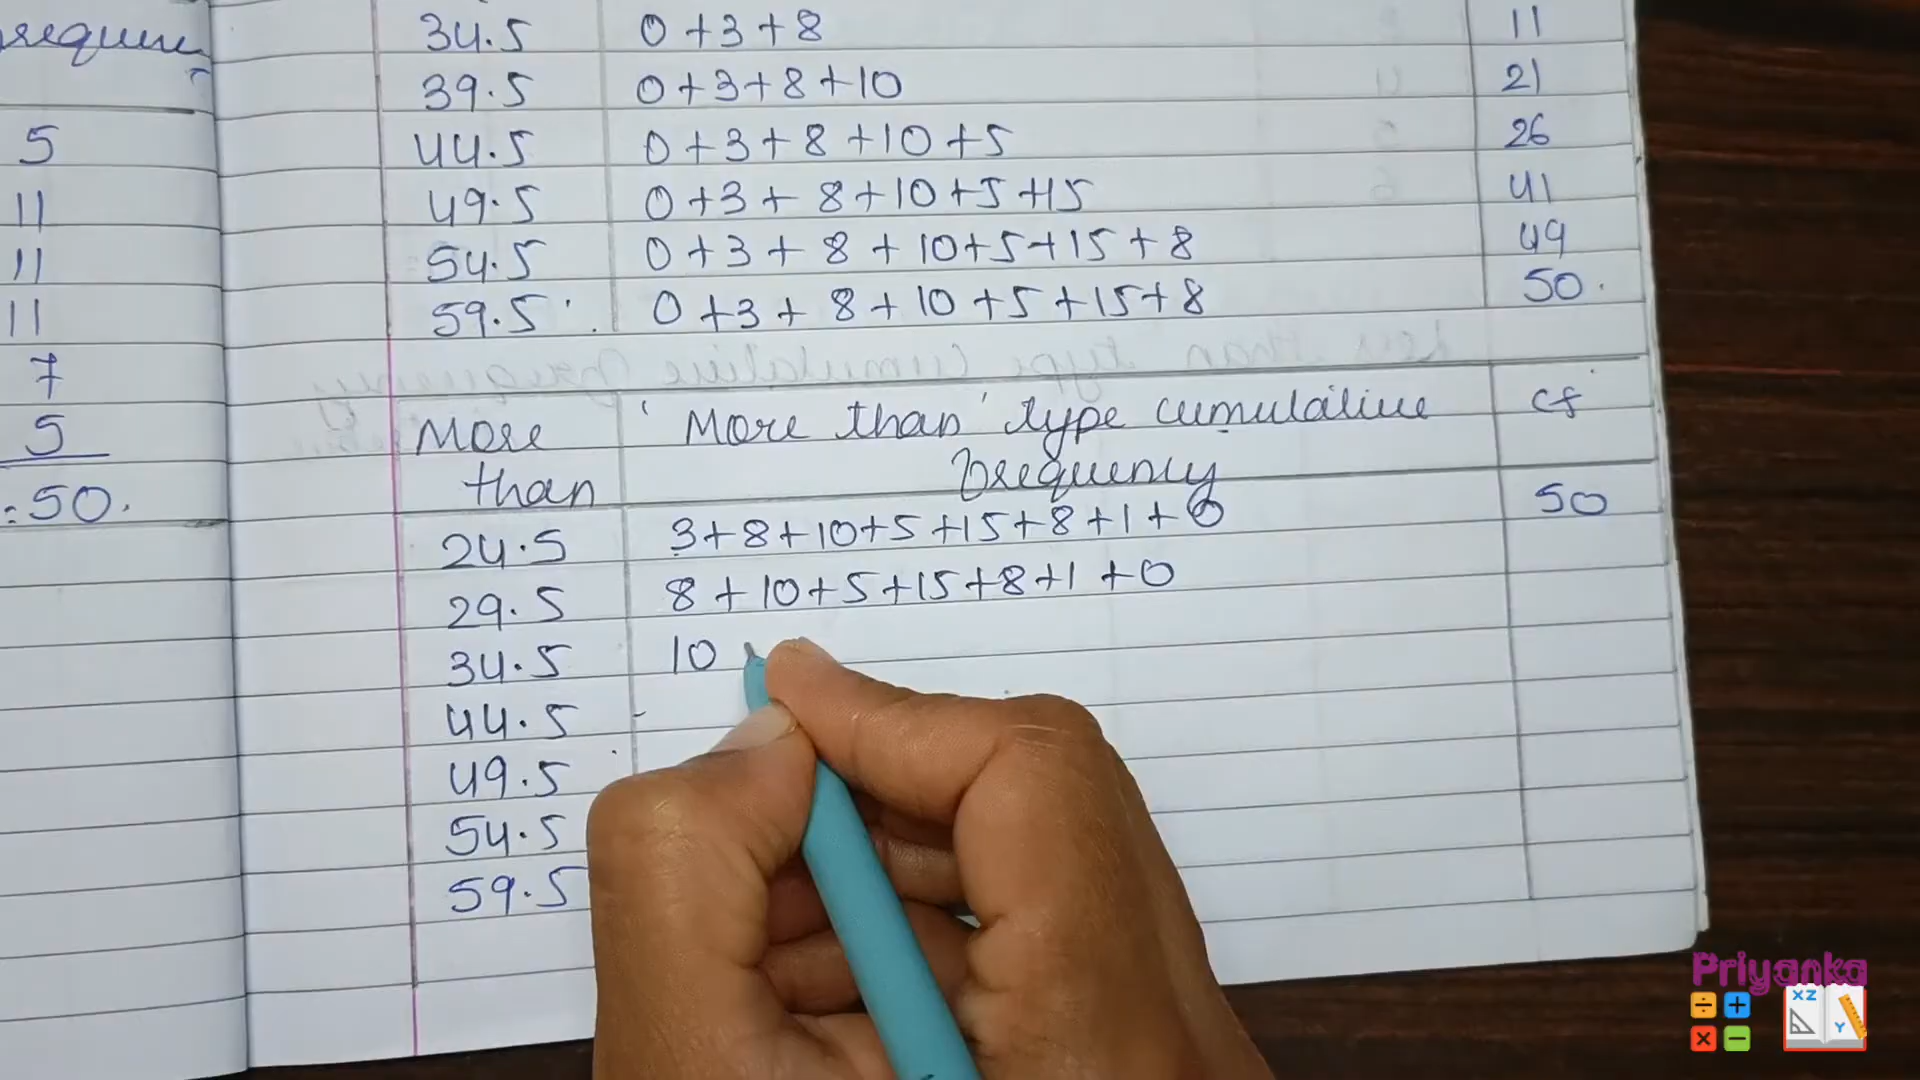 34.5 0+3+8 11
39.5 0+3+8+10 21
44.5 0+3+8+10+5 26
49.5 0+3+8+10+5+15 41
54.5 0+3+8+10+5+15+8 49
59.5 0+3+8+10+5+15+8 50.
5
11
11
11
7
5
=50.
More than 'More than' type cumulative frequency cf
24.5 3+8+10+5+15+8+1+0 50
29.5 8+10+5+15+8+1+0
34.5 10
44.5
49.5
54.5
59.5
Priyanka
÷ +
× −
XZ
Y